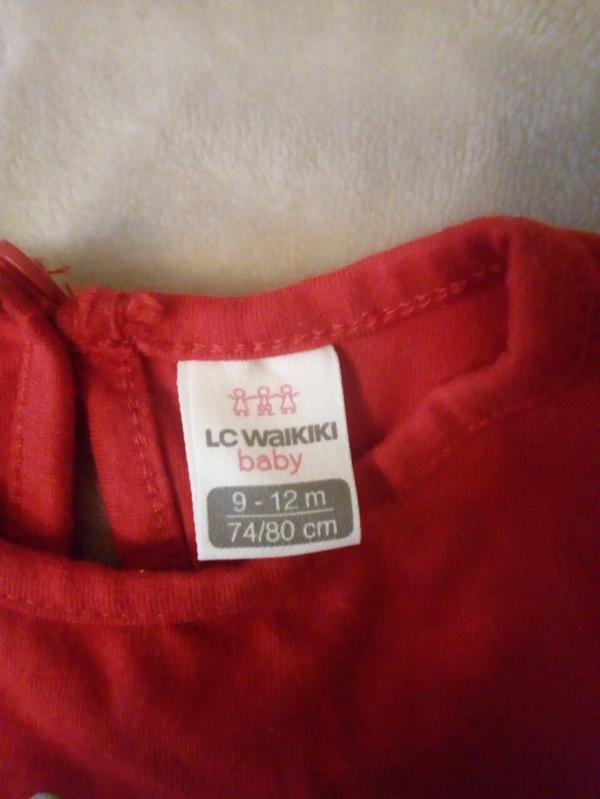 LC WAIKIKI
baby
9 - 12 m
74/80 cm